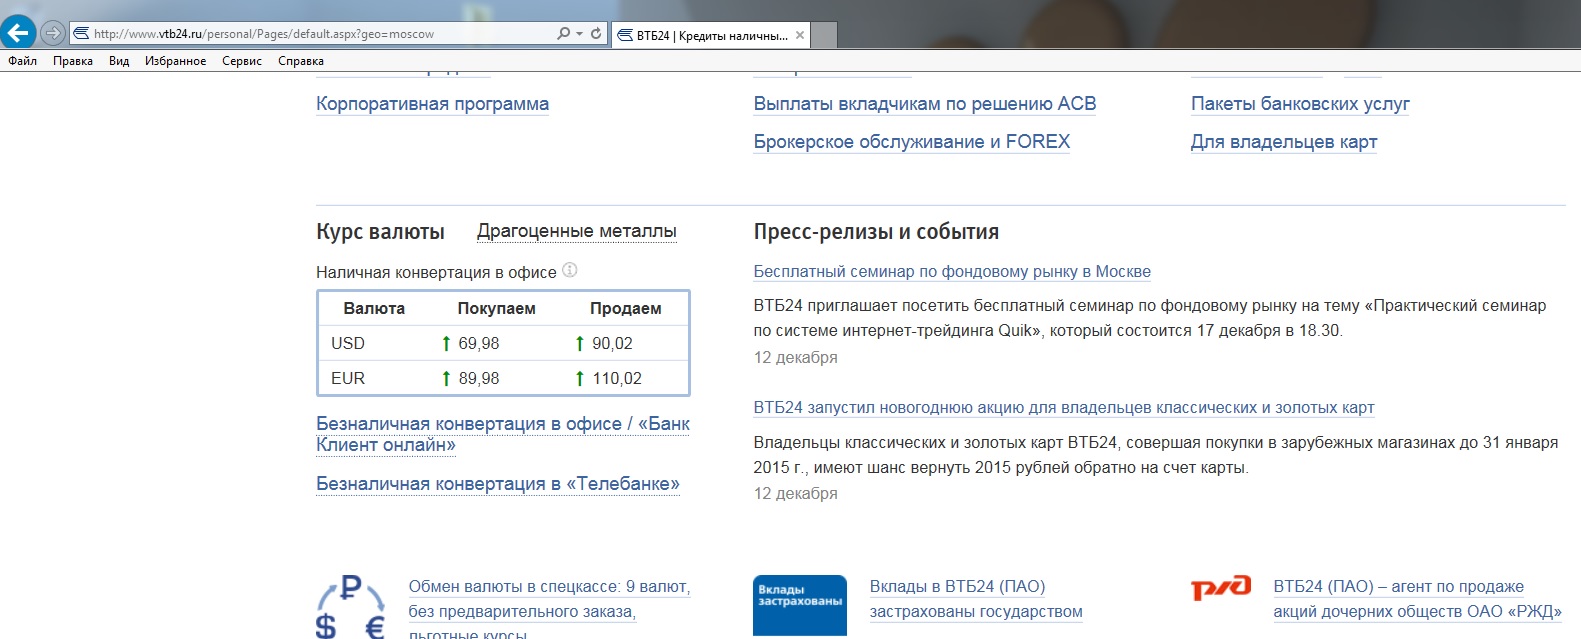 http://www.vtb24.ru/personal/Pages/default.aspx?geo=moscow
ВТБ24 | Кредиты наличны...
Файл Правка Вид Избранное Сервис Справка
Корпоративная программа
Выплаты вкладчикам по решению АСВ
Пакеты банковских услуг
Брокерское обслуживание и FOREX
Для владельцев карт
Курс валюты Драгоценные металлы
Наличная конвертация в офисе
Валюта Покупаем Продаем
USD ↑ 69,98 ↑ 90,02
EUR ↑ 89,98 ↑ 110,02
Безналичная конвертация в офисе / «Банк
Клиент онлайн»
Безналичная конвертация в «Телебанке»
Пресс-релизы и события
Бесплатный семинар по фондовому рынку в Москве
ВТБ24 приглашает посетить бесплатный семинар по фондовому рынку на тему «Практический семинар
по системе интернет-трейдинга Quik», который состоится 17 декабря в 18.30.
12 декабря
ВТБ24 запустил новогоднюю акцию для владельцев классических и золотых карт
Владельцы классических и золотых карт ВТБ24, совершая покупки в зарубежных магазинах до 31 января
2015 г., имеют шанс вернуть 2015 рублей обратно на счет карты.
12 декабря
₽
$ €
Обмен валюты в спецкассе: 9 валют,
без предварительного заказа,
льготные курсы
Вклады
застрахованы
Вклады в ВТБ24 (ПАО)
застрахованы государством
РЖД
ВТБ24 (ПАО) – агент по продаже
акций дочерних обществ ОАО «РЖД»